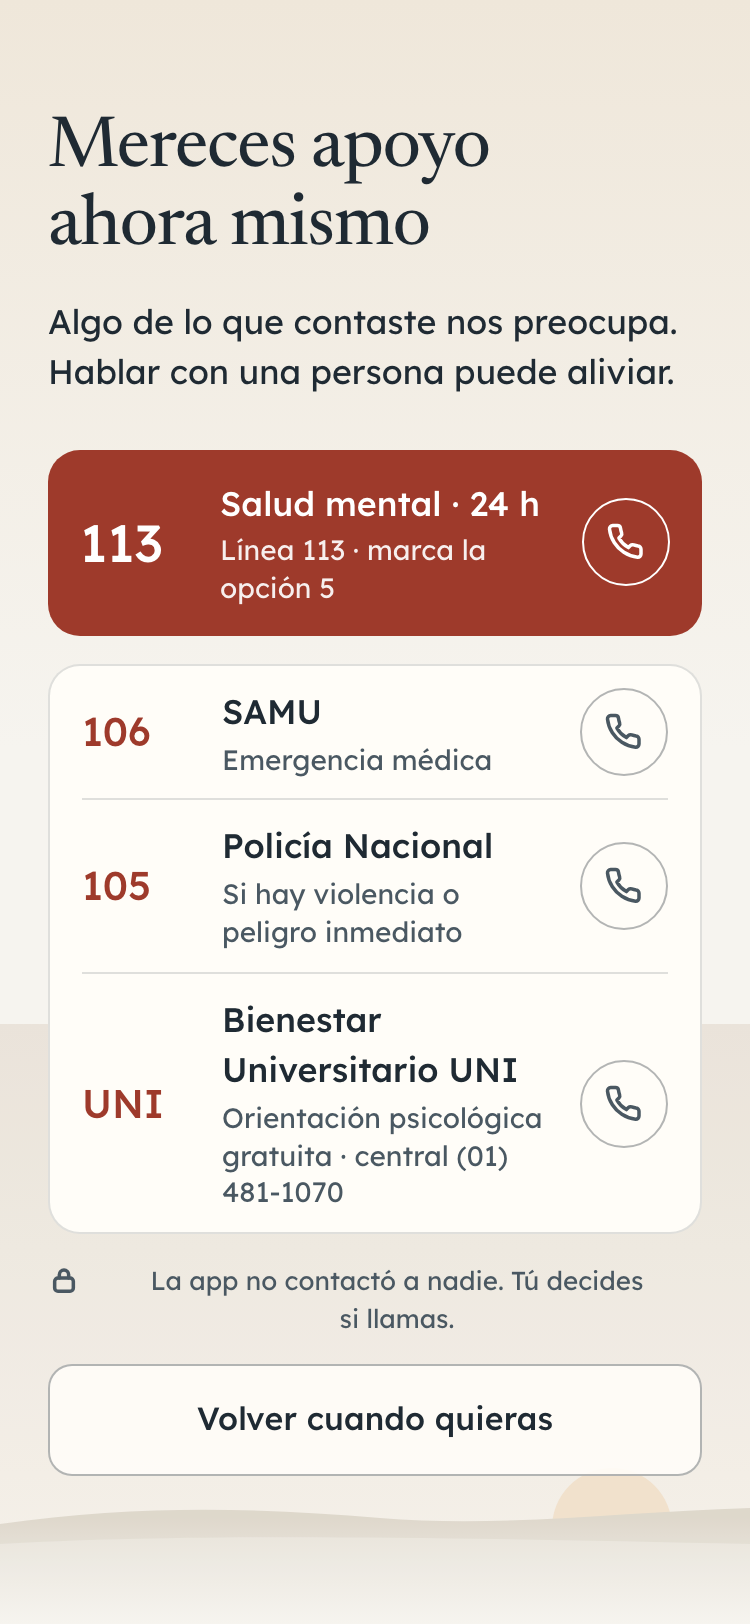 Mereces apoyo
ahora mismo
Algo de lo que contaste nos preocupa.
Hablar con una persona puede aliviar.
113
Salud mental · 24 h
Línea 113 · marca la
opción 5
106
SAMU
Emergencia médica
105
Policía Nacional
Si hay violencia o
peligro inmediato
UNI
Bienestar
Universitario UNI
Orientación psicológica
gratuita · central (01)
481-1070
La app no contactó a nadie. Tú decides
si llamas.
Volver cuando quieras